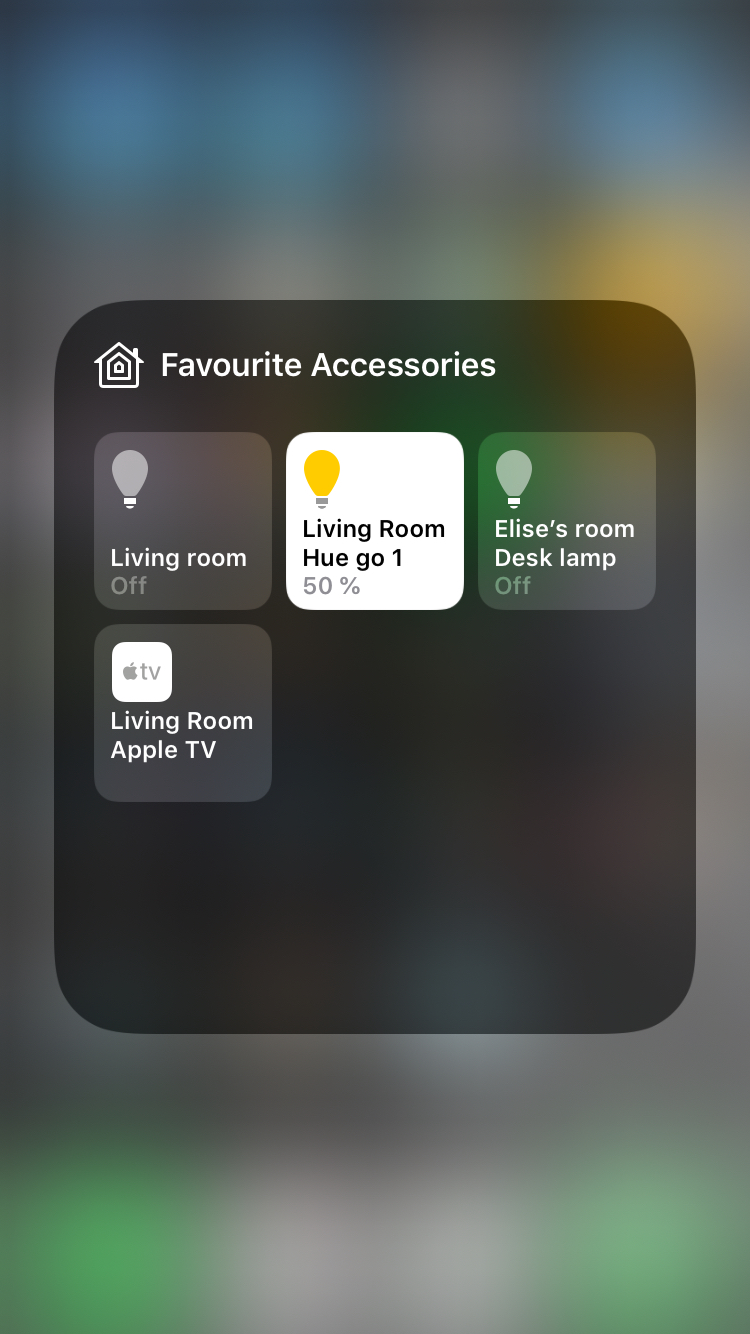 Favourite Accessories
Living room
Off
Living Room
Hue go 1
50 %
Elise’s room
Desk lamp
Off
tv
Living Room
Apple TV